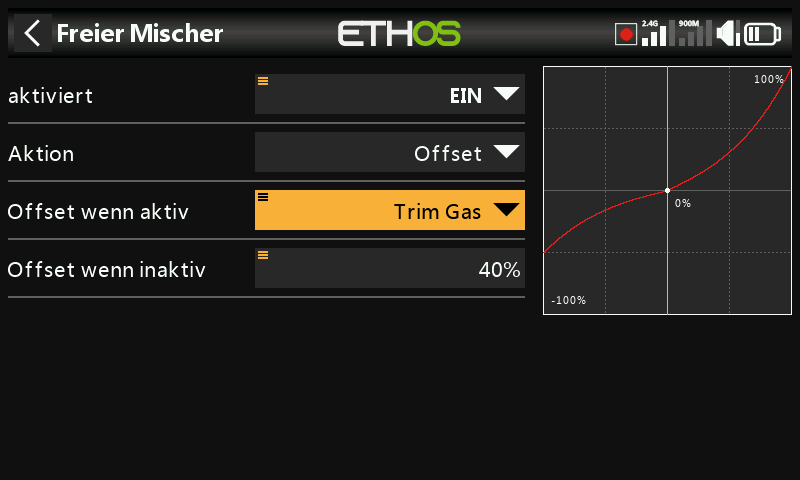 Freier Mischer
ETHOS
2.4G
900M
aktiviert
EIN
Aktion
Offset
Offset wenn aktiv
Trim Gas
Offset wenn inaktiv
40%
100%
0%
-100%